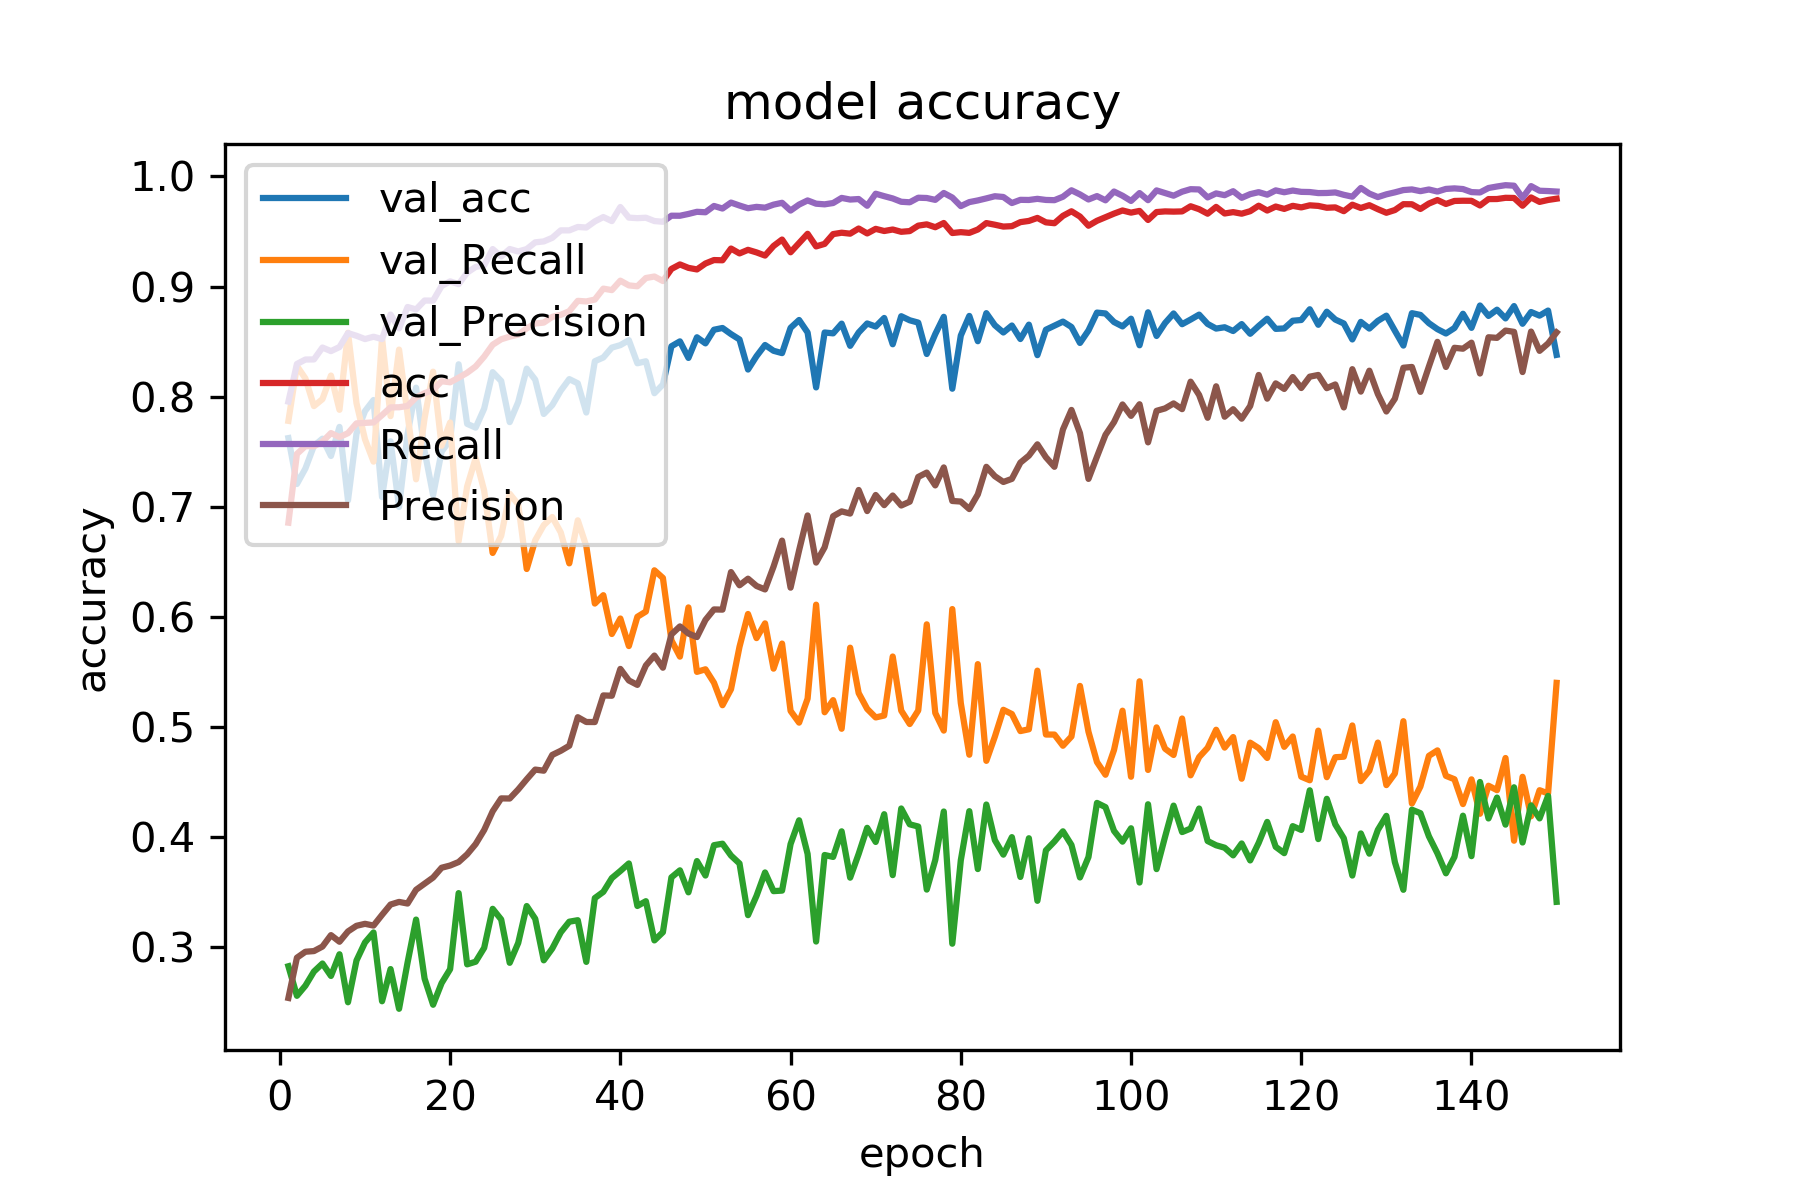 model accuracy
accuracy
1.0
0.9
0.8
0.7
0.6
0.5
0.4
0.3
val_acc
val_Recall
val_Precision
acc
Recall
Precision
0 20 40 60 80 100 120 140
epoch